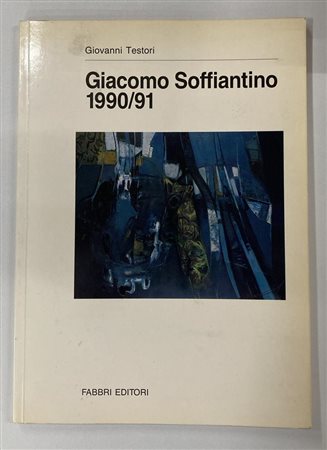 Giovanni Testori
Giacomo Soffiantino
1990/91
FABBRI EDITORI